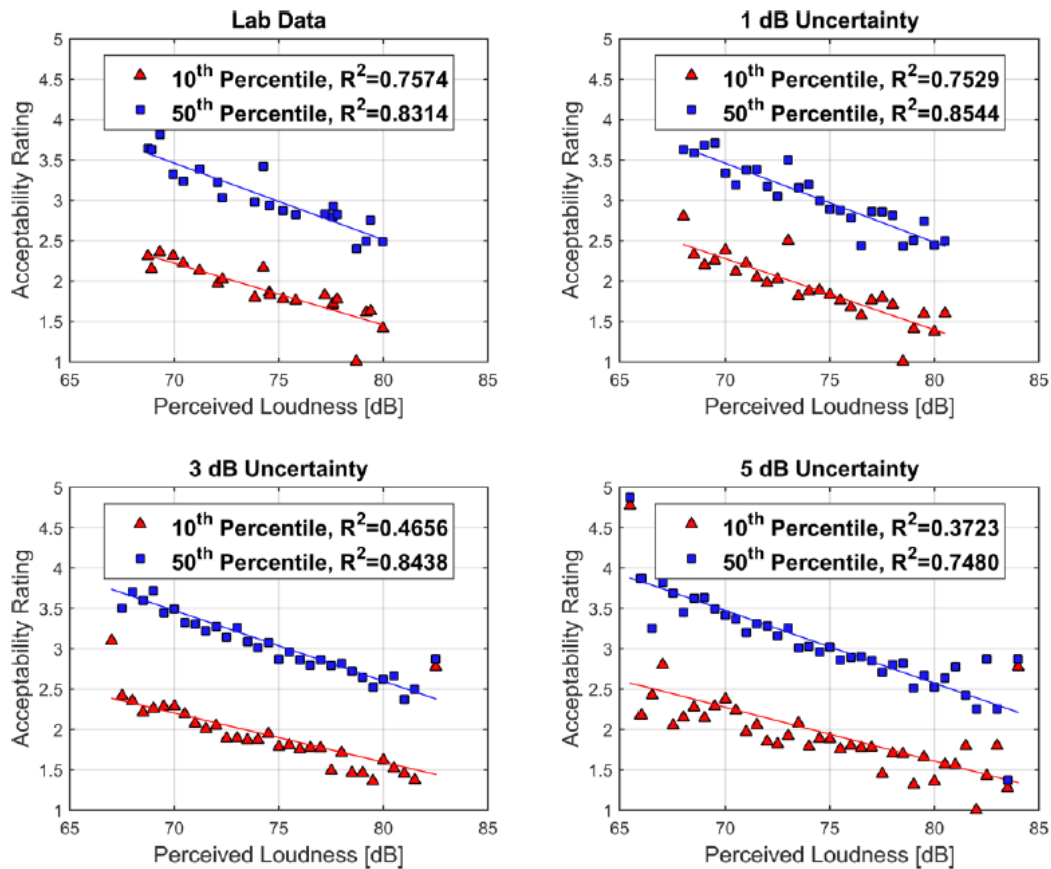 Lab Data
5
4.5
4
3.5
3
2.5
2
1.5
1
Acceptability Rating
10th Percentile, R2=0.7574
50th Percentile, R2=0.8314
65 70 75 80 85
Perceived Loudness [dB]
1 dB Uncertainty
5
4.5
4
3.5
3
2.5
2
1.5
1
Acceptability Rating
10th Percentile, R2=0.7529
50th Percentile, R2=0.8544
65 70 75 80 85
Perceived Loudness [dB]
3 dB Uncertainty
5
4.5
4
3.5
3
2.5
2
1.5
1
Acceptability Rating
10th Percentile, R2=0.4656
50th Percentile, R2=0.8438
65 70 75 80 85
Perceived Loudness [dB]
5 dB Uncertainty
5
4.5
4
3.5
3
2.5
2
1.5
1
Acceptability Rating
10th Percentile, R2=0.3723
50th Percentile, R2=0.7480
65 70 75 80 85
Perceived Loudness [dB]